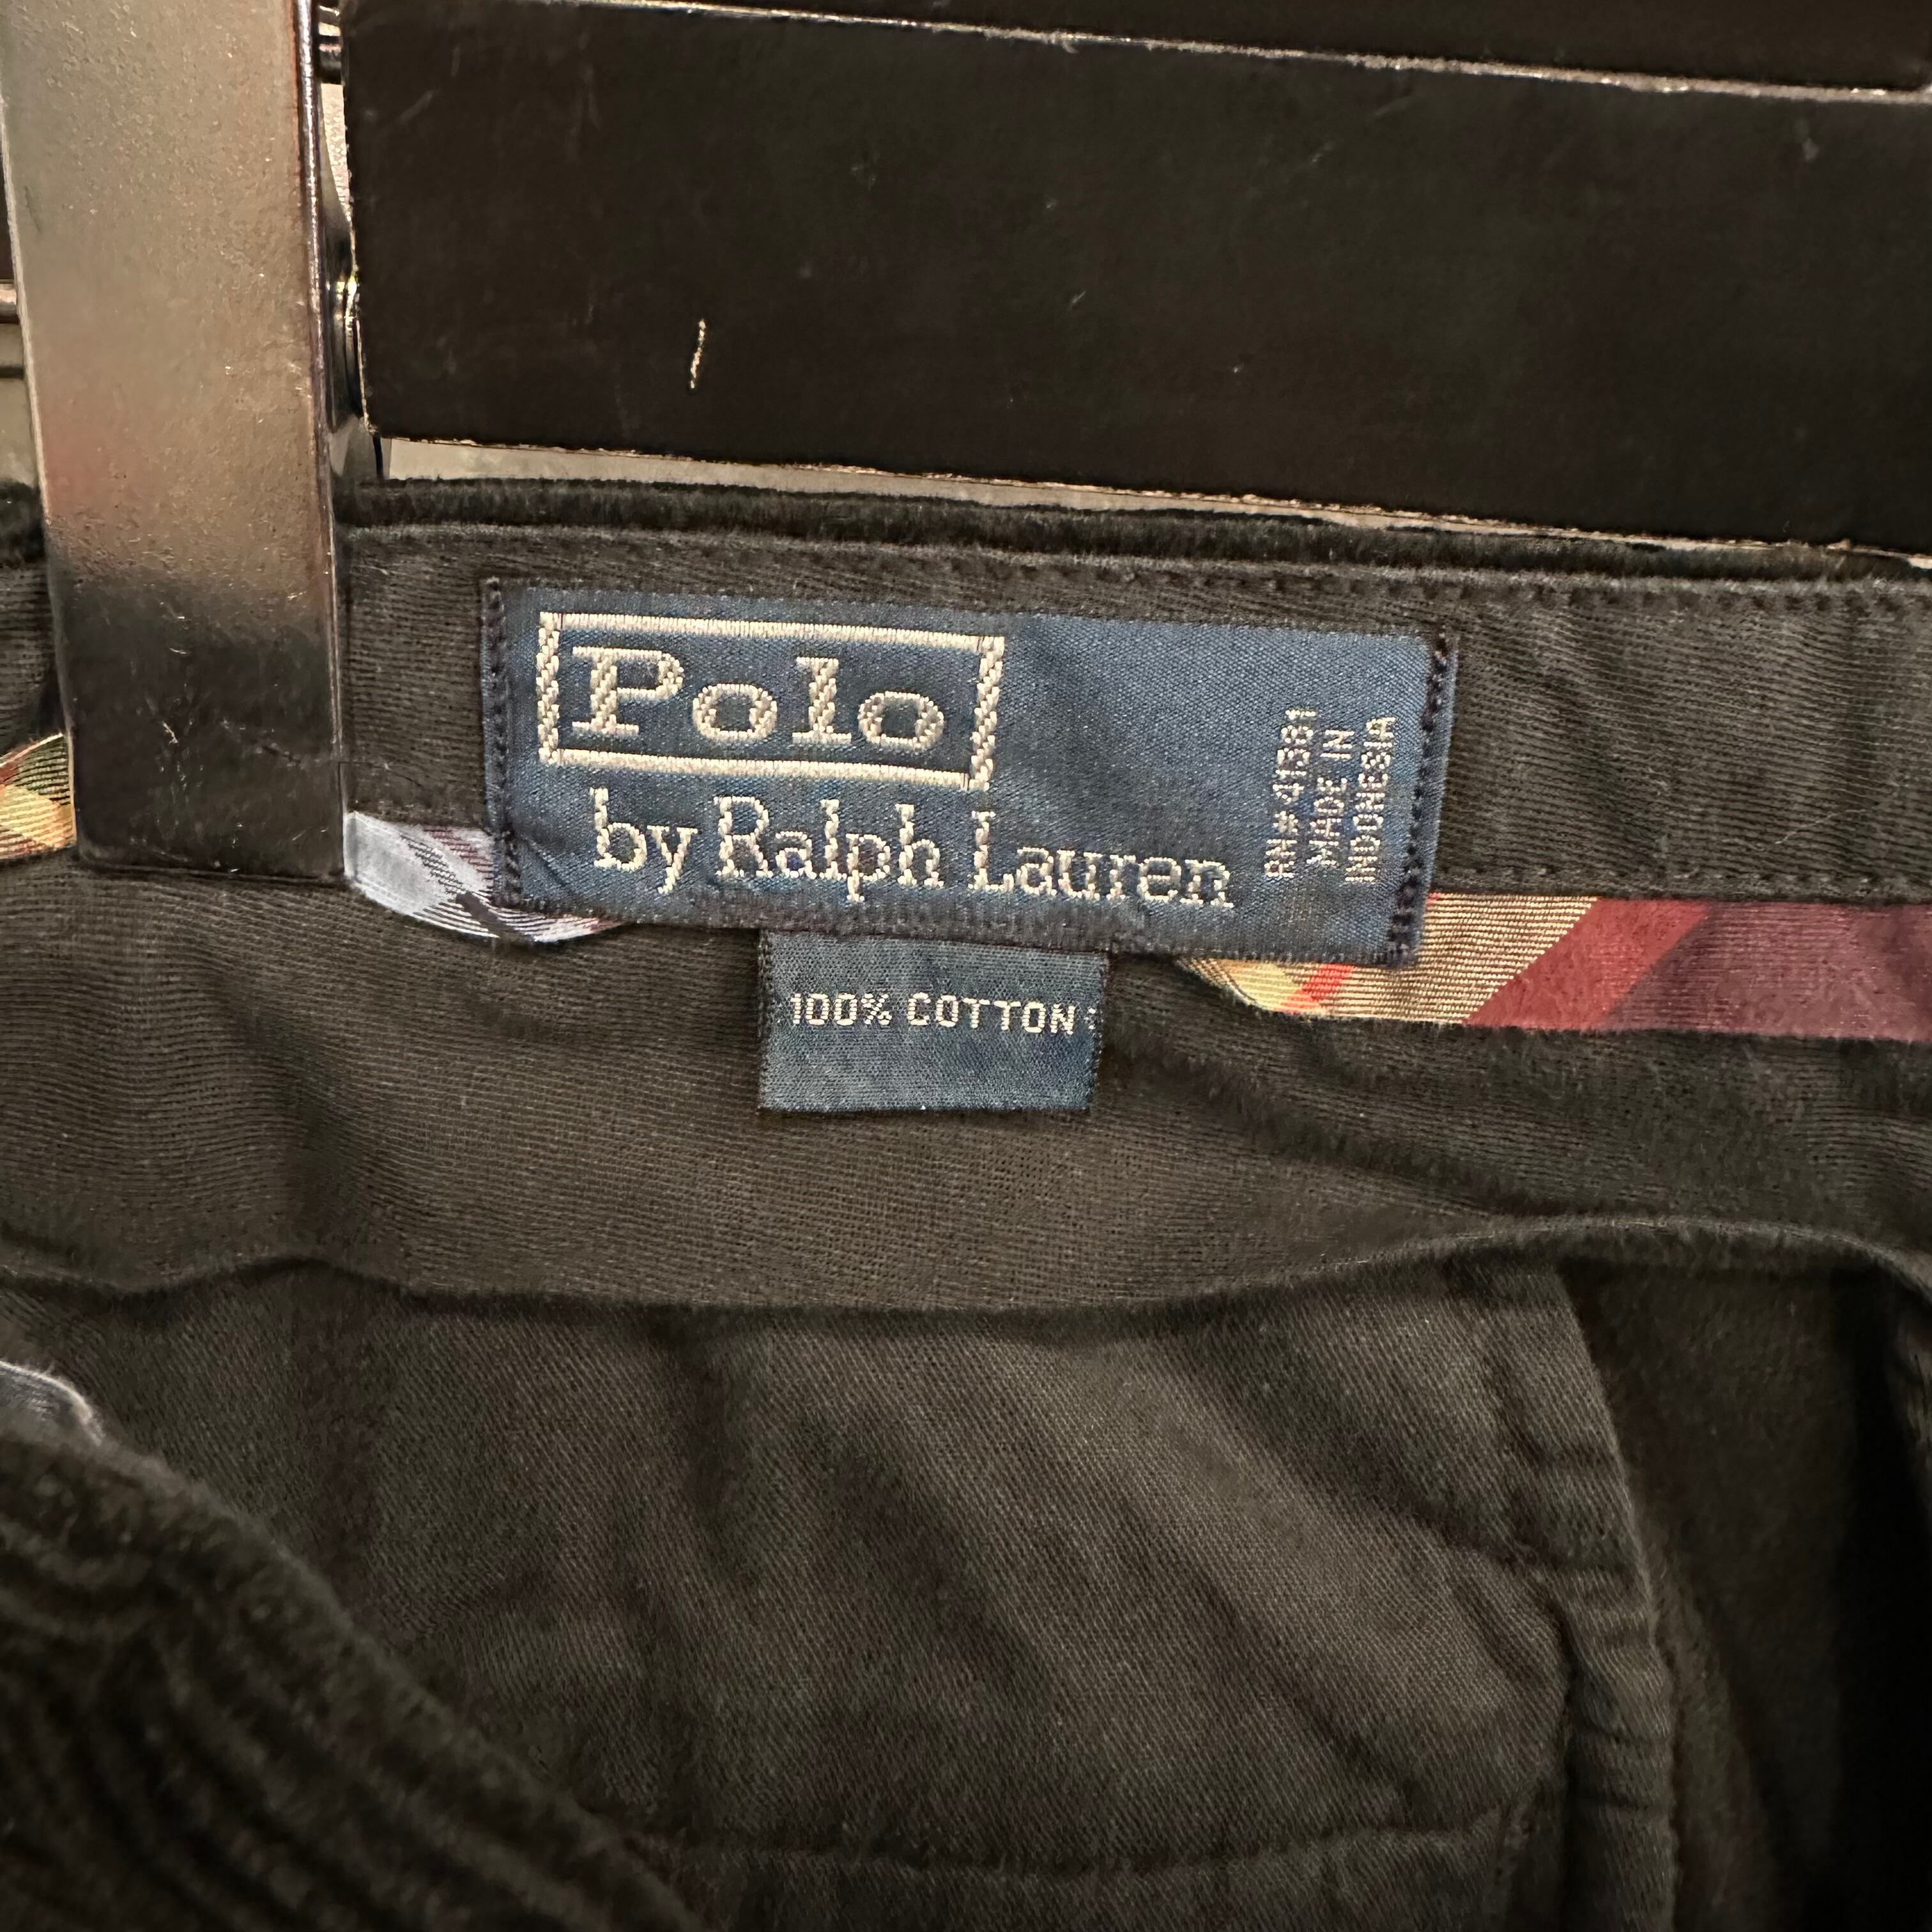 Polo
by Ralph Lauren
RN#41381
MADE IN
INDONESIA
100% COTTON